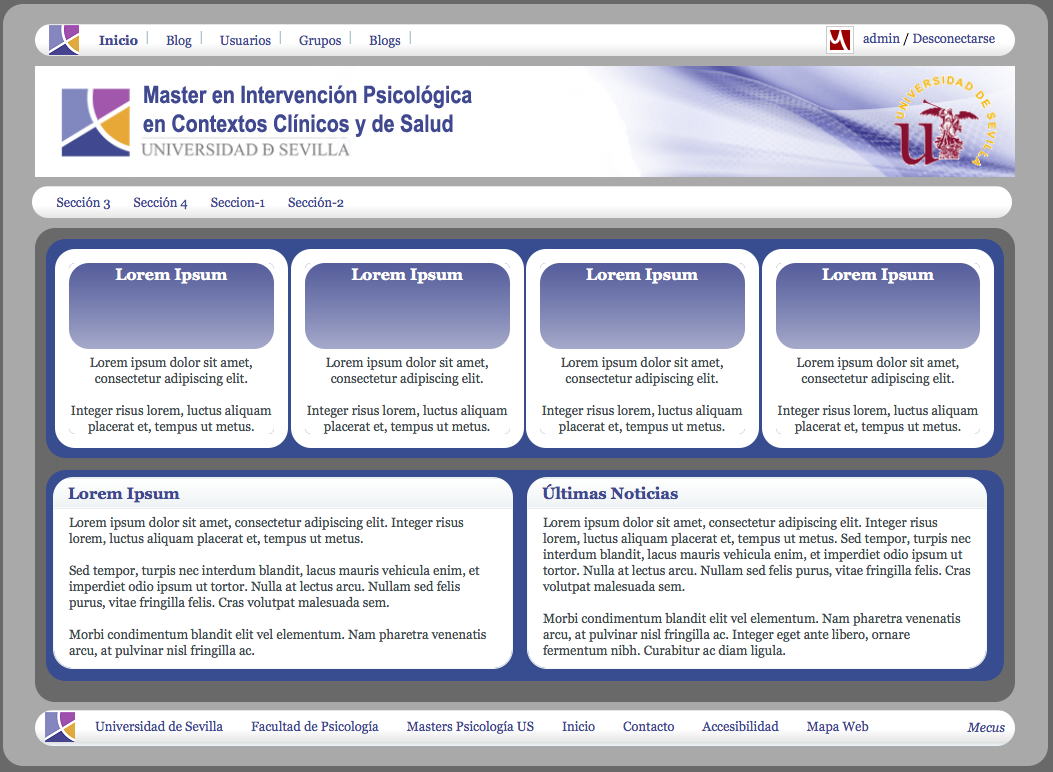 Inicio Blog Usuarios Grupos Blogs admin / Desconectarse
Master en Intervención Psicológica
en Contextos Clínicos y de Salud
UNIVERSIDAD Ð SEVILLA
UNIVERSIDAD DE SEVILLA
Sección 3 Sección 4 Seccion-1 Sección-2
Lorem Ipsum
Lorem ipsum dolor sit amet,
consectetur adipiscing elit.
Integer risus lorem, luctus aliquam
placerat et, tempus ut metus.
Lorem Ipsum
Lorem ipsum dolor sit amet,
consectetur adipiscing elit.
Integer risus lorem, luctus aliquam
placerat et, tempus ut metus.
Lorem Ipsum
Lorem ipsum dolor sit amet,
consectetur adipiscing elit.
Integer risus lorem, luctus aliquam
placerat et, tempus ut metus.
Lorem Ipsum
Lorem ipsum dolor sit amet,
consectetur adipiscing elit.
Integer risus lorem, luctus aliquam
placerat et, tempus ut metus.
Lorem Ipsum
Lorem ipsum dolor sit amet, consectetur adipiscing elit. Integer risus
lorem, luctus aliquam placerat et, tempus ut metus.
Sed tempor, turpis nec interdum blandit, lacus mauris vehicula enim, et
imperdiet odio ipsum ut tortor. Nulla at lectus arcu. Nullam sed felis
purus, vitae fringilla felis. Cras volutpat malesuada sem.
Morbi condimentum blandit elit vel elementum. Nam pharetra venenatis
arcu, at pulvinar nisl fringilla ac.
Últimas Noticias
Lorem ipsum dolor sit amet, consectetur adipiscing elit. Integer risus
lorem, luctus aliquam placerat et, tempus ut metus. Sed tempor, turpis nec
interdum blandit, lacus mauris vehicula enim, et imperdiet odio ipsum ut
tortor. Nulla at lectus arcu. Nullam sed felis purus, vitae fringilla felis. Cras
volutpat malesuada sem.
Morbi condimentum blandit elit vel elementum. Nam pharetra venenatis
arcu, at pulvinar nisl fringilla ac. Integer eget ante libero, ornare
fermentum nibh. Curabitur ac diam ligula.
Universidad de Sevilla Facultad de Psicología Masters Psicología US Inicio Contacto Accesibilidad Mapa Web Mecus